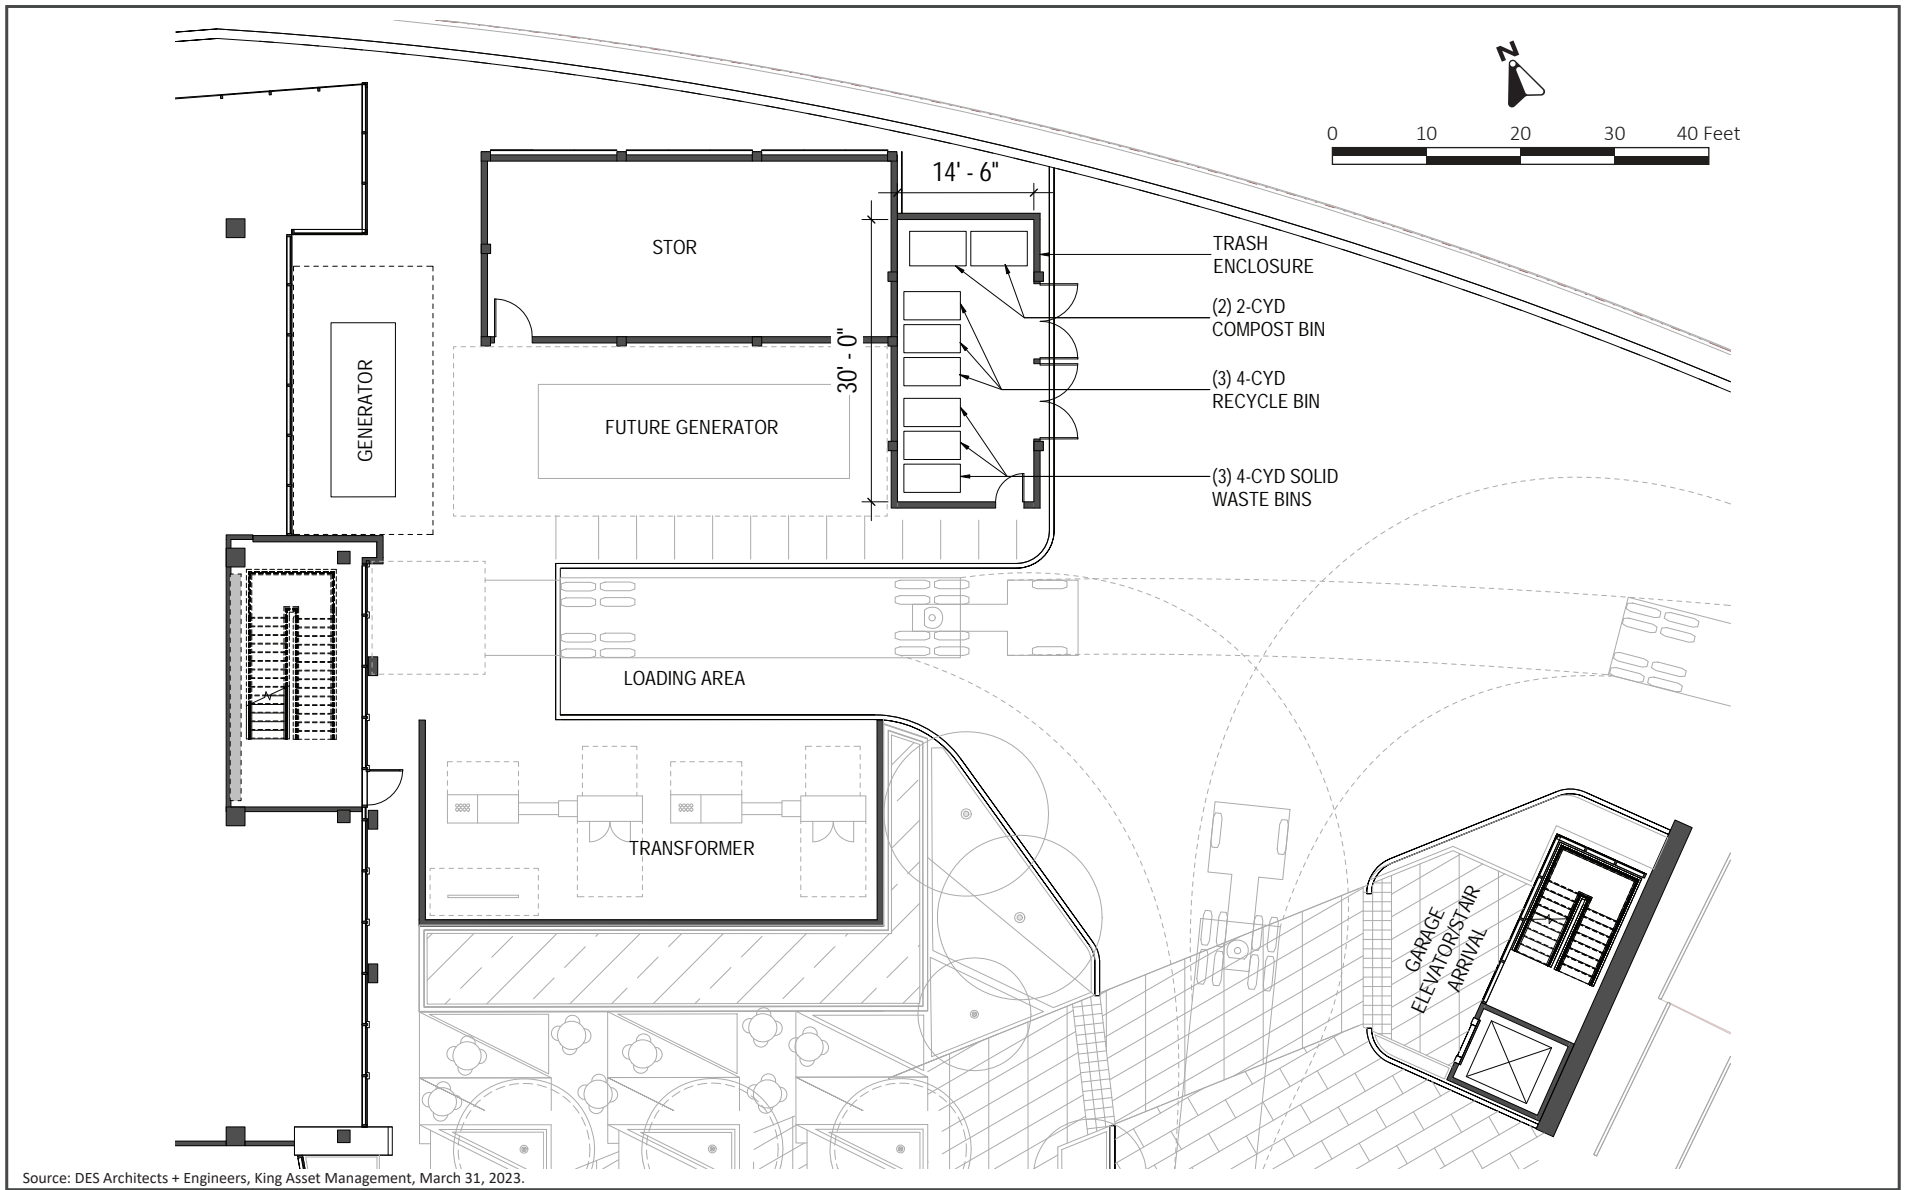 N
0 10 20 30 40 Feet
14' - 6"
STOR
TRASH
ENCLOSURE
(2) 2-CYD
COMPOST BIN
30' - 0"
(3) 4-CYD
RECYCLE BIN
GENERATOR
FUTURE GENERATOR
(3) 4-CYD SOLID
WASTE BINS
LOADING AREA
TRANSFORMER
GARAGE
ELEVATOR/STAIR
ARRIVAL
Source: DES Architects + Engineers, King Asset Management, March 31, 2023.